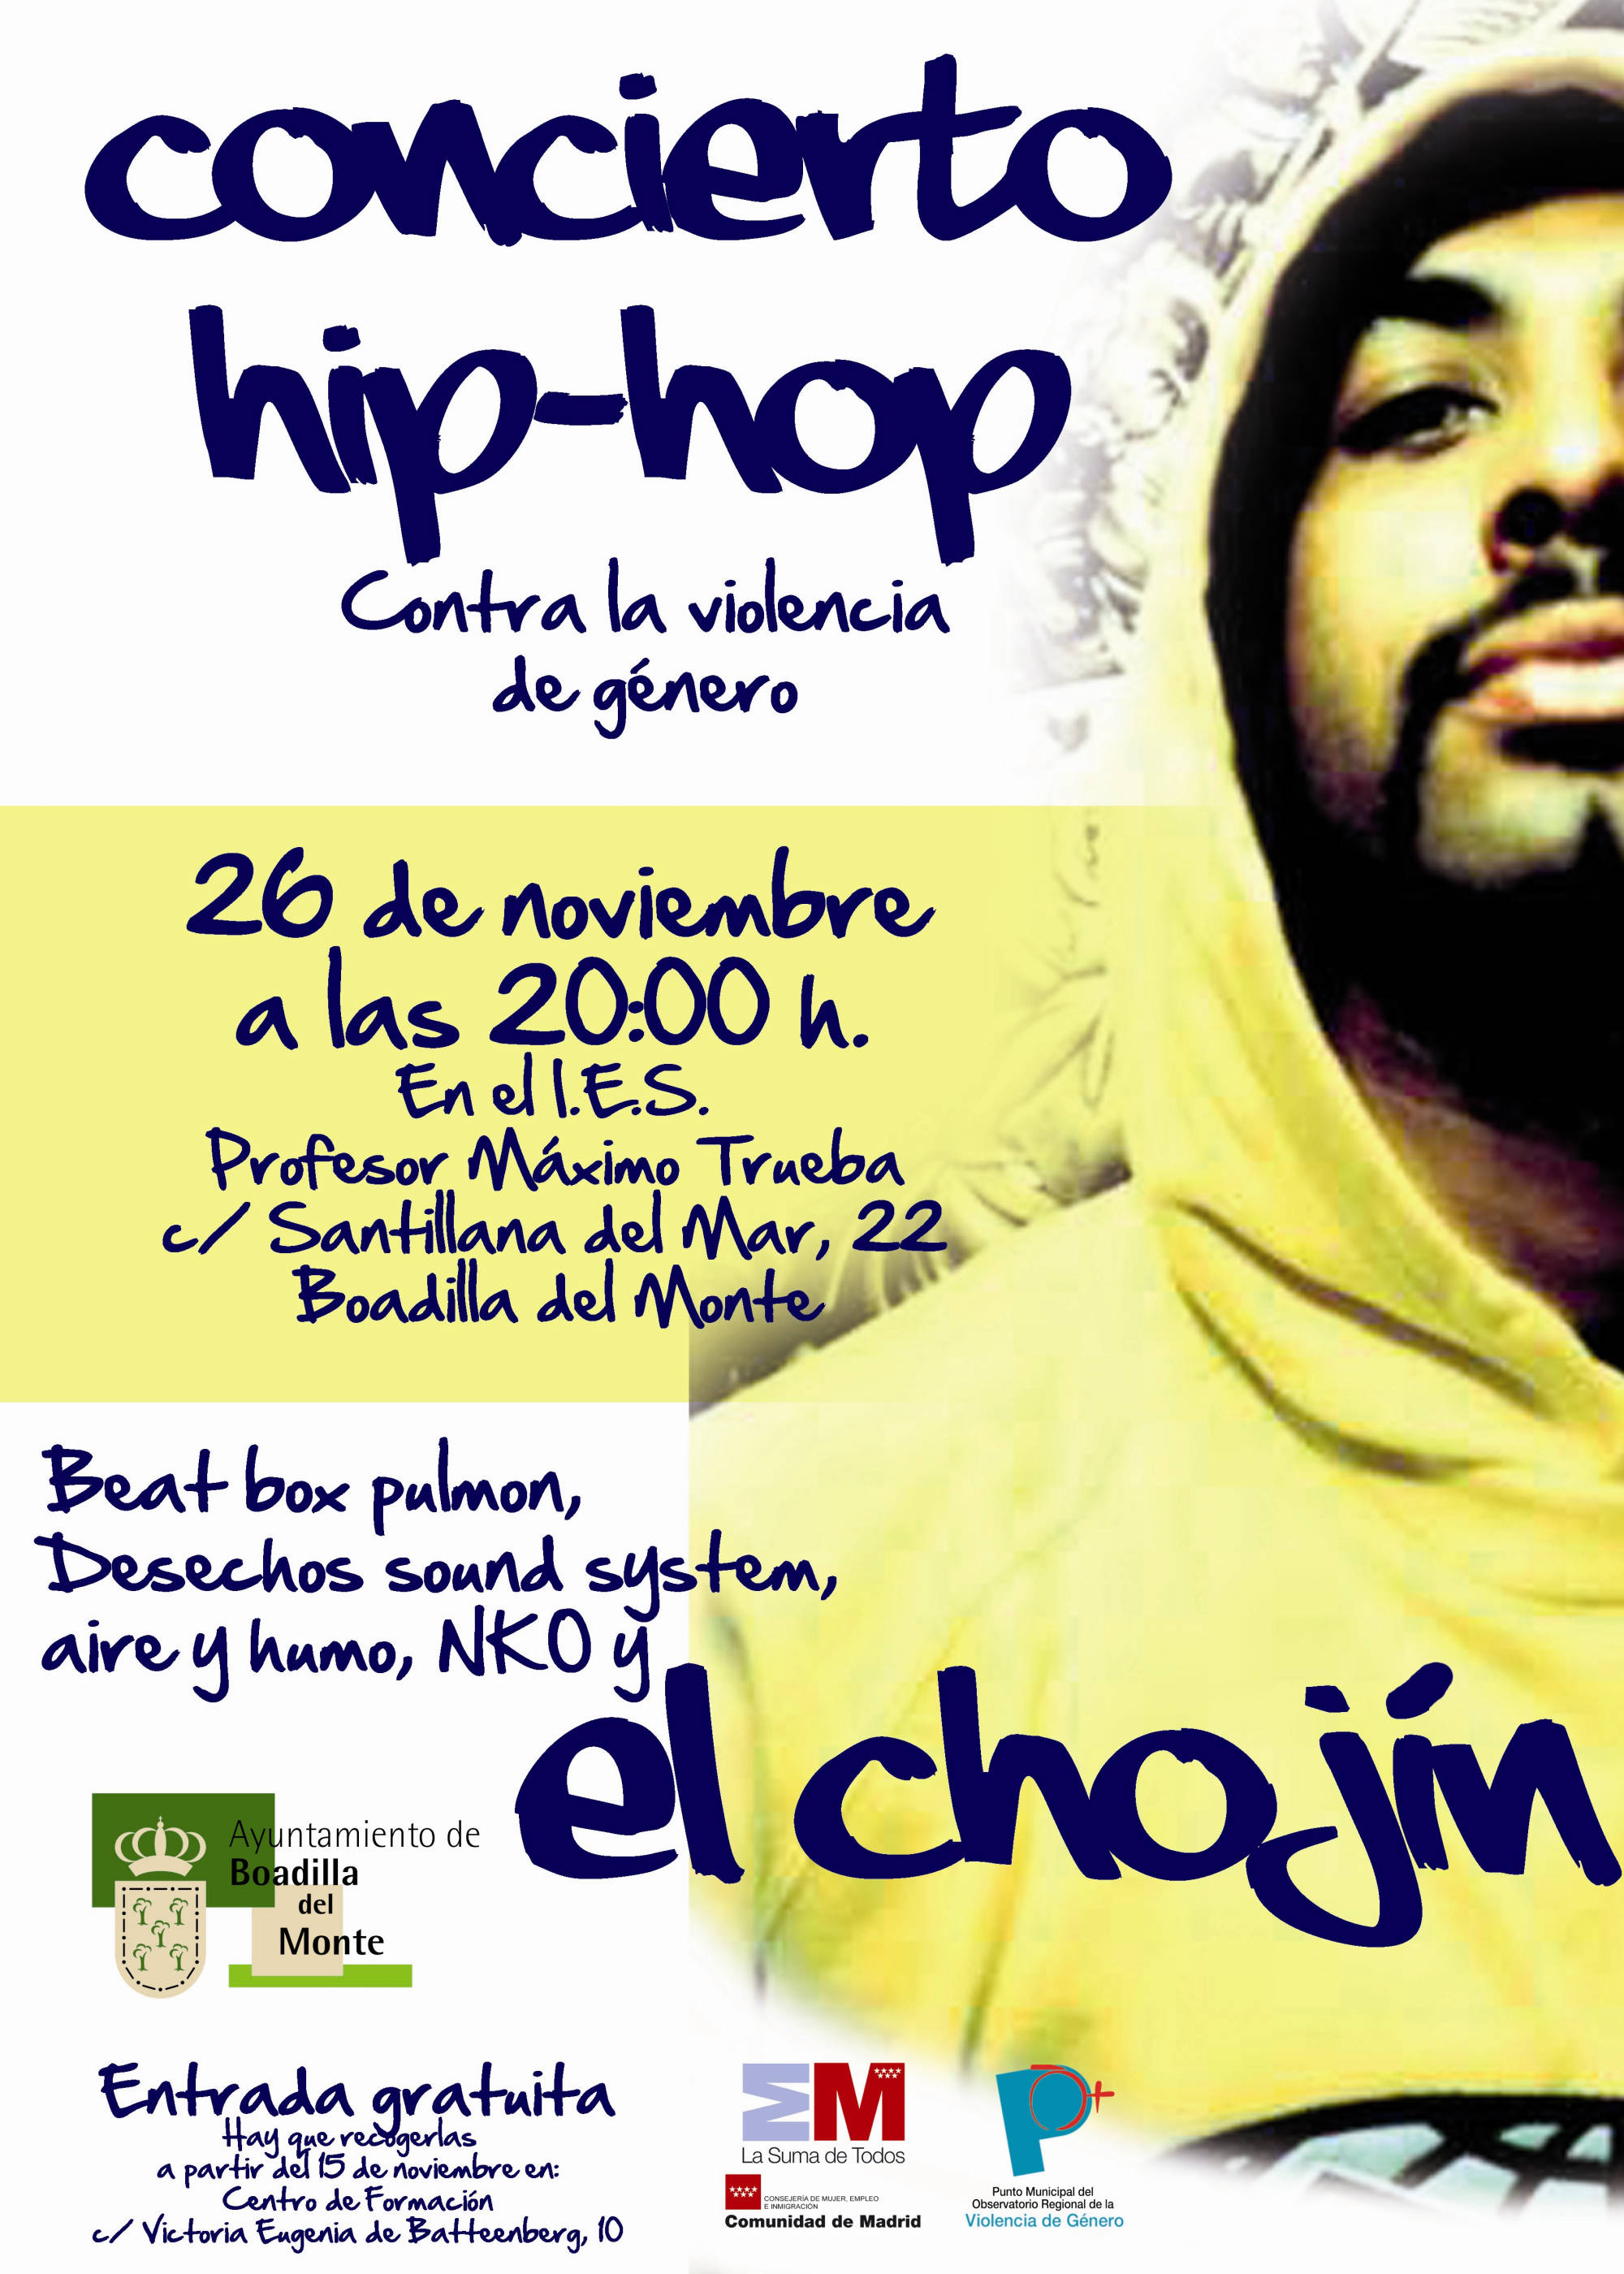 concierto
hip-hop
Contra la violencia
de género
26 de noviembre
a las 20:00 h.
En el I.E.S.
Profesor Máximo Trueba
c/ Santillana del Mar, 22
Boadilla del Monte
Beat box pulmon,
Desechos sound system,
aire y humo, NKO y
el chojín
Ayuntamiento de
Boadilla
del
Monte
Entrada gratuita
Hay que recogerlas
a partir del 15 de noviembre en:
Centro de Formación
c/ Victoria Eugenia de Batteenberg, 10
La Suma de Todos
CONSEJERÍA DE MUJER, EMPLEO
E INMIGRACIÓN
Comunidad de Madrid
Punto Municipal del
Observatorio Regional de la
Violencia de Género